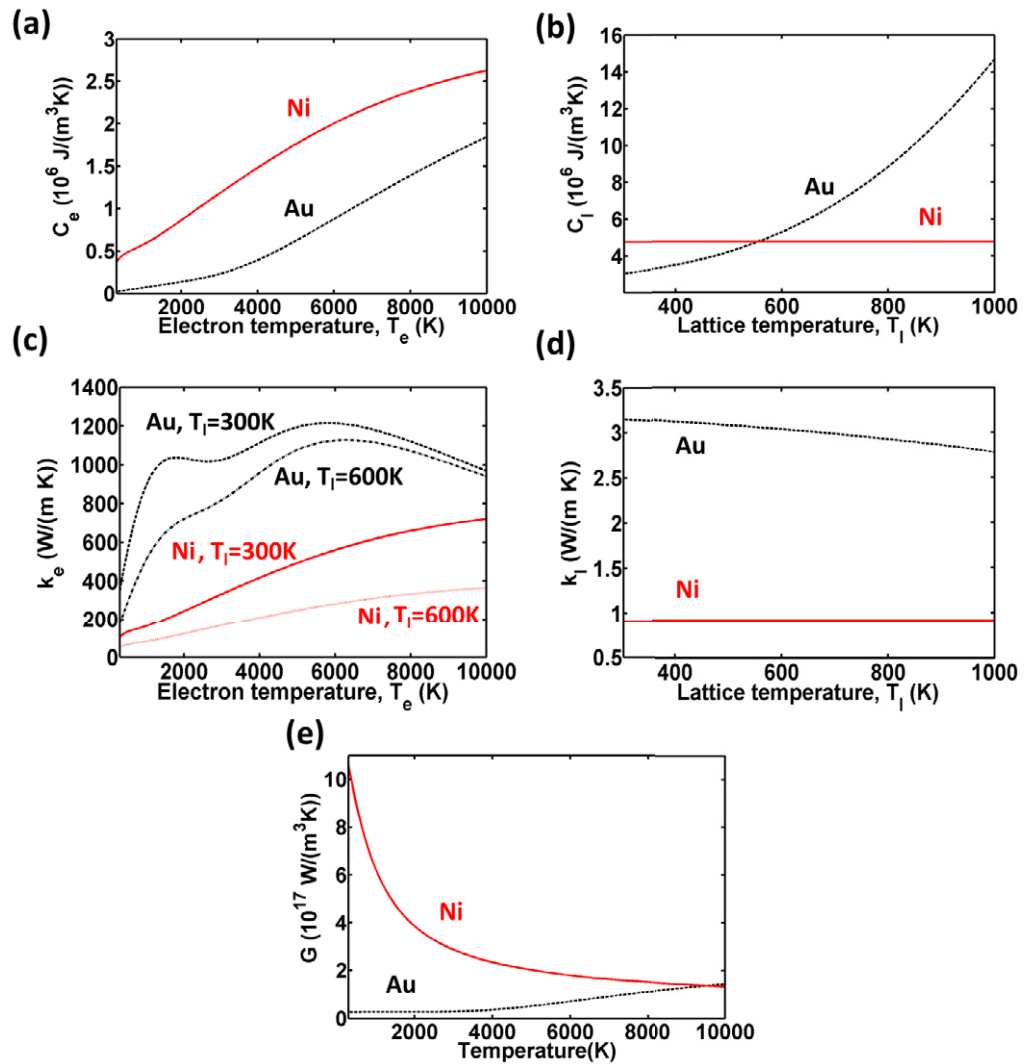 (a)
C_e (10^6 J/(m^3K))
3
2.5
2
1.5
1
0.5
0
Ni
Au
2000 4000 6000 8000 10000
Electron temperature, T_e (K)
(b)
C_l (10^6 J/(m^3K))
16
14
12
10
8
6
4
2
Au
Ni
400 600 800 1000
Lattice temperature, T_l (K)
(c)
k_e (W/(m K))
1400
1200
1000
800
600
400
200
0
Au, T_l=300K
Au, T_l=600K
Ni, T_l=300K
Ni, T_l=600K
2000 4000 6000 8000 10000
Electron temperature, T_e (K)
(d)
k_l (W/(m K))
3.5
3
2.5
2
1.5
1
0.5
Au
Ni
400 600 800 1000
Lattice temperature, T_l (K)
(e)
G (10^17 W/(m^3K))
10
8
6
4
2
0
Ni
Au
2000 4000 6000 8000 10000
Temperature(K)